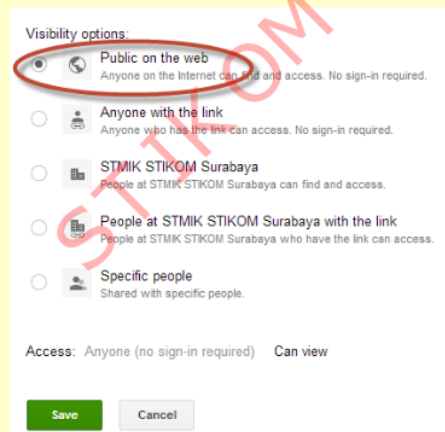 Visibility options:
Public on the web
Anyone on the Internet can find and access. No sign-in required.
Anyone with the link
Anyone who has the link can access. No sign-in required.
STMIK STIKOM Surabaya
People at STMIK STIKOM Surabaya can find and access.
People at STMIK STIKOM Surabaya with the link
People at STMIK STIKOM Surabaya who have the link can access.
Specific people
Shared with specific people.
Access: Anyone (no sign-in required) Can view
Save Cancel
STIKOM